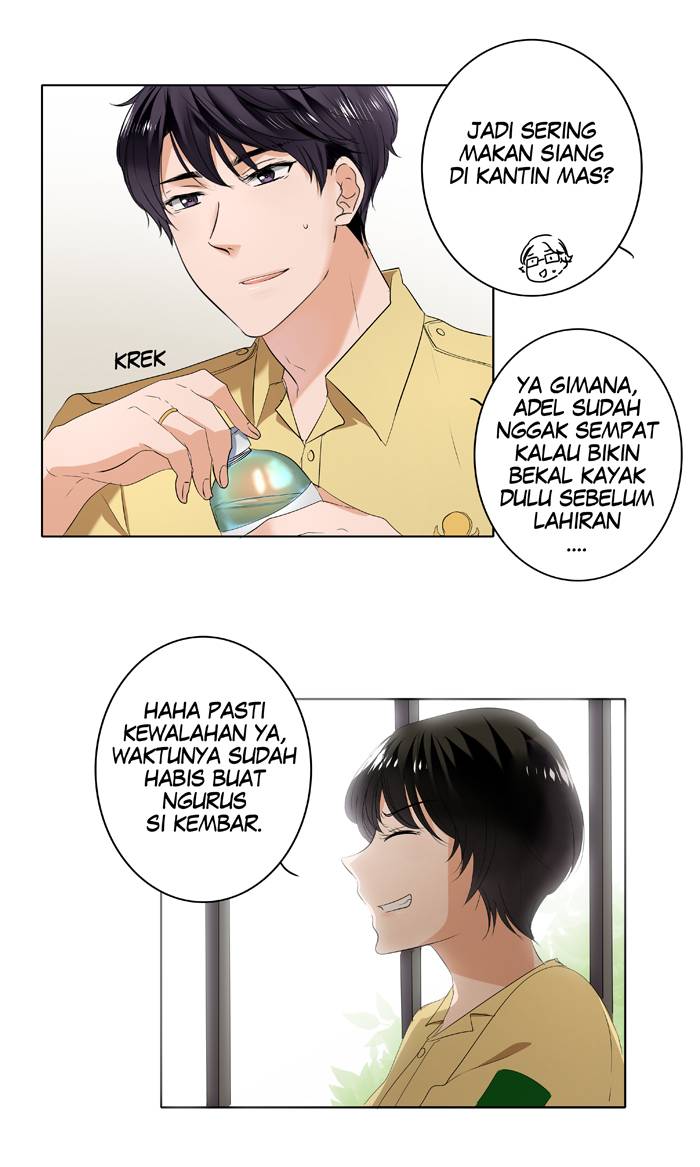 JADI SERING
MAKAN SIANG
DI KANTIN MAS?
KREK
YA GIMANA,
ADEL SUDAH
NGGAK SEMPAT
KALAU BIKIN
BEKAL KAYAK
DULU SEBELUM
LAHIRAN
....
HAHA PASTI
KEWALAHAN YA,
WAKTUNYA SUDAH
HABIS BUAT
NGURUS
SI KEMBAR.